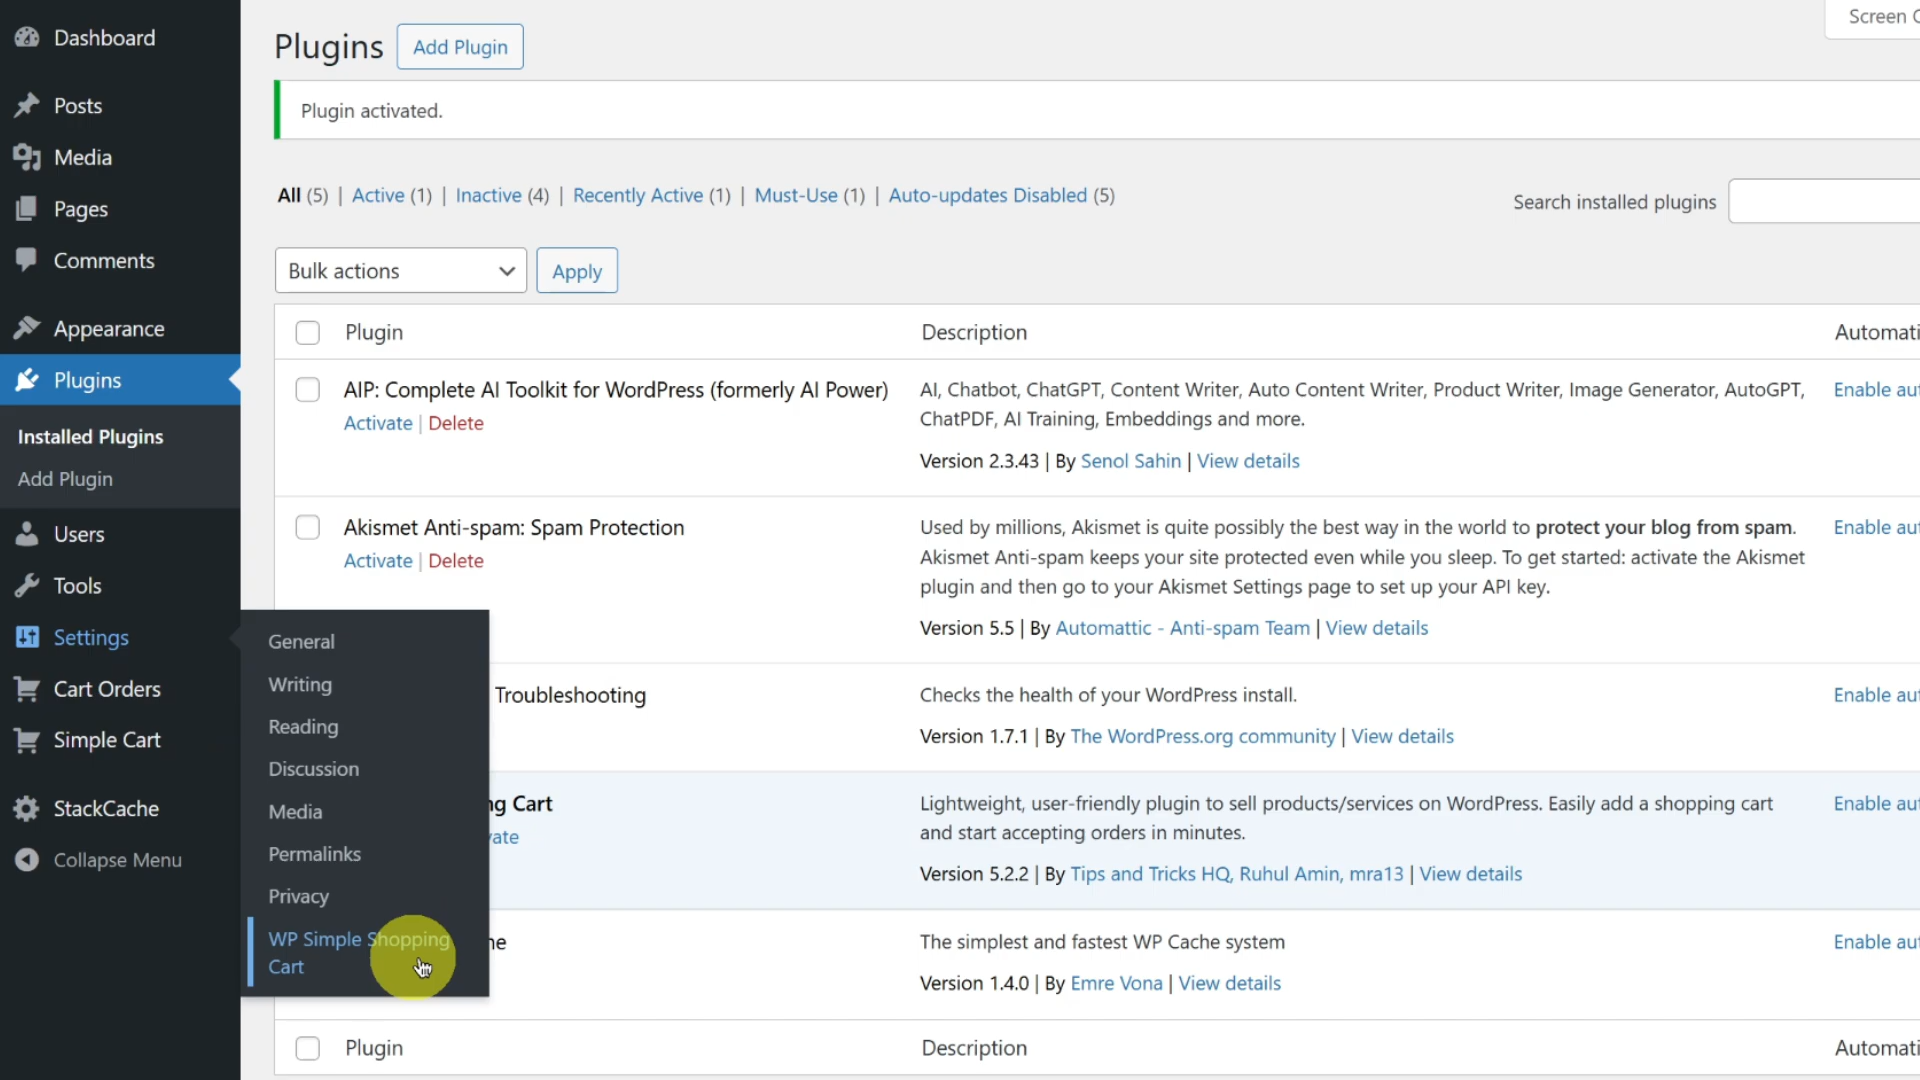 Dashboard
Posts
Media
Pages
Comments
Appearance
Plugins
Installed Plugins
Add Plugin
Users
Tools
Settings
Cart Orders
Simple Cart
StackCache
Collapse Menu
General
Writing
Reading
Discussion
Media
Permalinks
Privacy
WP Simple Shopping
Cart
Screen
Plugins Add Plugin
Plugin activated.
All (5) | Active (1) | Inactive (4) | Recently Active (1) | Must-Use (1) | Auto-updates Disabled (5)
Search installed plugins
Bulk actions Apply
Plugin Description Automati
AIP: Complete AI Toolkit for WordPress (formerly AI Power)
Activate | Delete
AI, Chatbot, ChatGPT, Content Writer, Auto Content Writer, Product Writer, Image Generator, AutoGPT,
ChatPDF, AI Training, Embeddings and more.
Version 2.3.43 | By Senol Sahin | View details
Enable au
Akismet Anti-spam: Spam Protection
Activate | Delete
Used by millions, Akismet is quite possibly the best way in the world to protect your blog from spam.
Akismet Anti-spam keeps your site protected even while you sleep. To get started: activate the Akismet
plugin and then go to your Akismet Settings page to set up your API key.
Version 5.5 | By Automattic - Anti-spam Team | View details
Enable au
Troubleshooting
Checks the health of your WordPress install.
Version 1.7.1 | By The WordPress.org community | View details
Enable au
ng Cart
vate
Lightweight, user-friendly plugin to sell products/services on WordPress. Easily add a shopping cart
and start accepting orders in minutes.
Version 5.2.2 | By Tips and Tricks HQ, Ruhul Amin, mra13 | View details
Enable au
he
The simplest and fastest WP Cache system
Version 1.4.0 | By Emre Vona | View details
Enable au
Plugin Description Automati